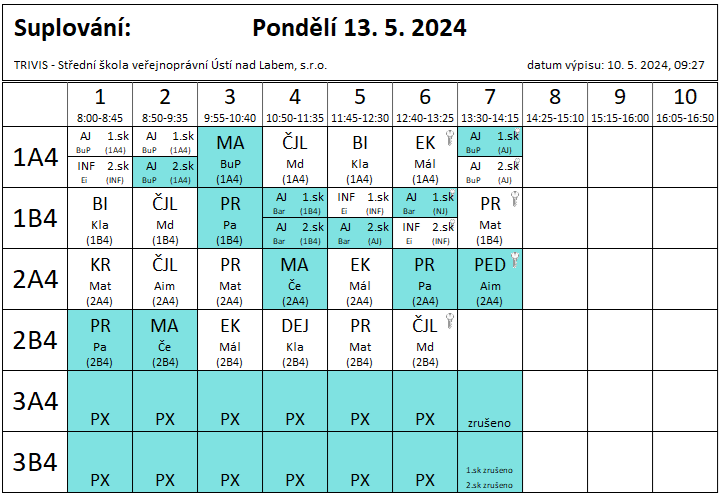 Suplování: Pondělí 13. 5. 2024
TRIVIS - Střední škola veřejnoprávní Ústí nad Labem, s.r.o. datum výpisu: 10. 5. 2024, 09:27
1 2 3 4 5 6 7 8 9 10
8:00-8:45 8:50-9:35 9:55-10:40 10:50-11:35 11:45-12:30 12:40-13:25 13:30-14:15 14:25-15:10 15:15-16:00 16:05-16:50
1A4
AJ 1.sk
BuP (1A4)
INF 2.sk
Ei (INF)
AJ 1.sk
BuP (1A4)
AJ 2.sk
BuP (1A4)
MA
BuP
(1A4)
ČJL
Md
(1A4)
BI
Kla
(1A4)
EK
Mál
(1A4)
AJ 1.sk
BuP (AJ)
AJ 2.sk
BuP (AJ)
1B4
BI
Kla
(1B4)
ČJL
Md
(1B4)
PR
Pa
(1B4)
AJ 1.sk
Bar (1B4)
AJ 2.sk
Bar (1B4)
INF 1.sk
Ei (INF)
AJ 2.sk
Bar (AJ)
AJ 1.sk
Bar (NJ)
INF 2.sk
Ei (INF)
PR
Mat
(1B4)
2A4
KR
Mat
(2A4)
ČJL
Aim
(2A4)
PR
Mat
(2A4)
MA
Če
(2A4)
EK
Mál
(2A4)
PR
Pa
(2A4)
PED
Aim
(2A4)
2B4
PR
Pa
(2B4)
MA
Če
(2B4)
EK
Mál
(2B4)
DEJ
Kla
(2B4)
PR
Mat
(2B4)
ČJL
Md
(2B4)
3A4
PX PX PX PX PX PX zrušeno
3B4
PX PX PX PX PX PX
1.sk zrušeno
2.sk zrušeno